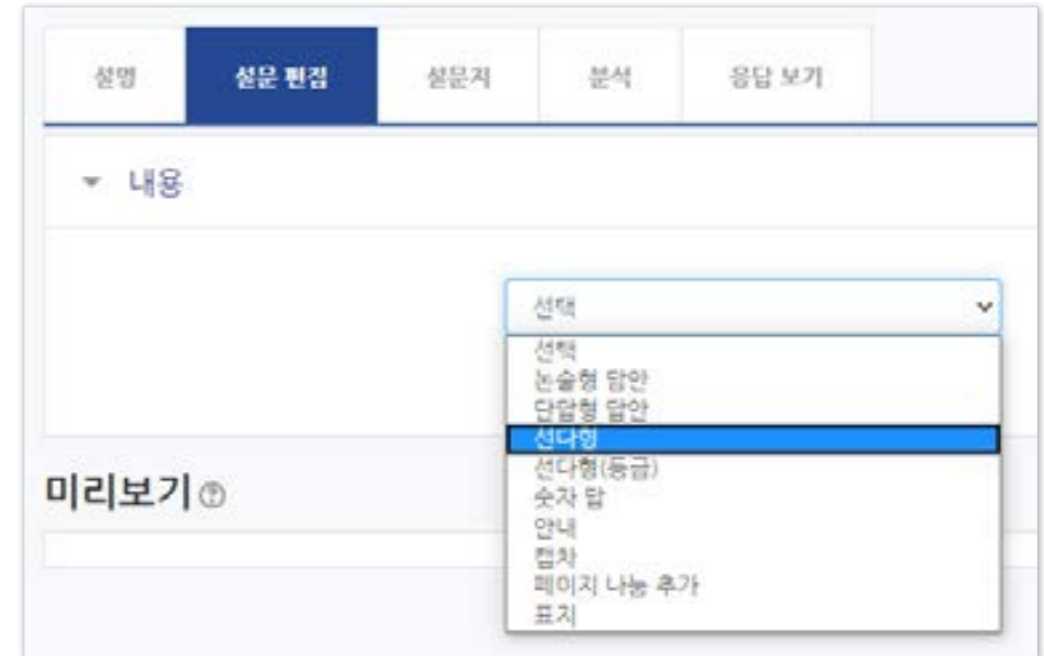 설명 설문 편집 설문지 분석 응답 보기
내용
선택
선택
논술형 답안
단답형 답안
선다형
선다형(등급)
숫자 답
안내
캡차
페이지 나눔 추가
표지
미리보기